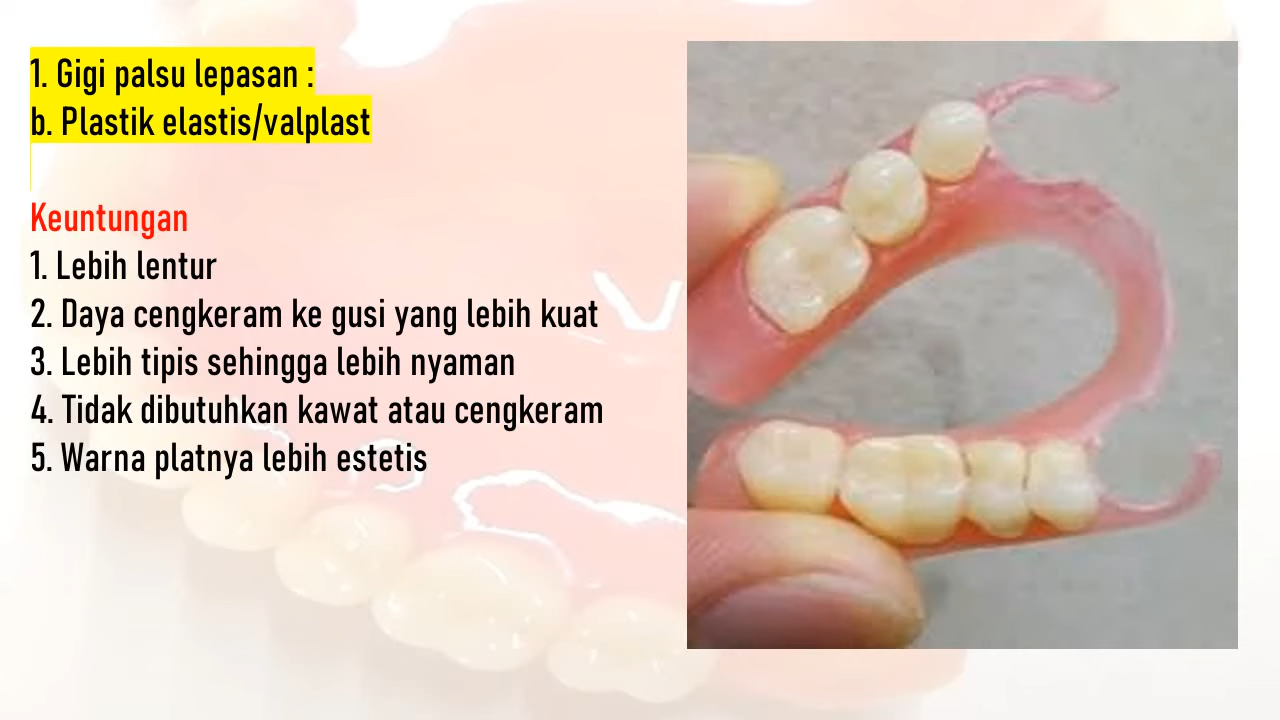 1. Gigi palsu lepasan :
b. Plastik elastis/valplast
Keuntungan
1. Lebih lentur
2. Daya cengkeram ke gusi yang lebih kuat
3. Lebih tipis sehingga lebih nyaman
4. Tidak dibutuhkan kawat atau cengkeram
5. Warna platnya lebih estetis